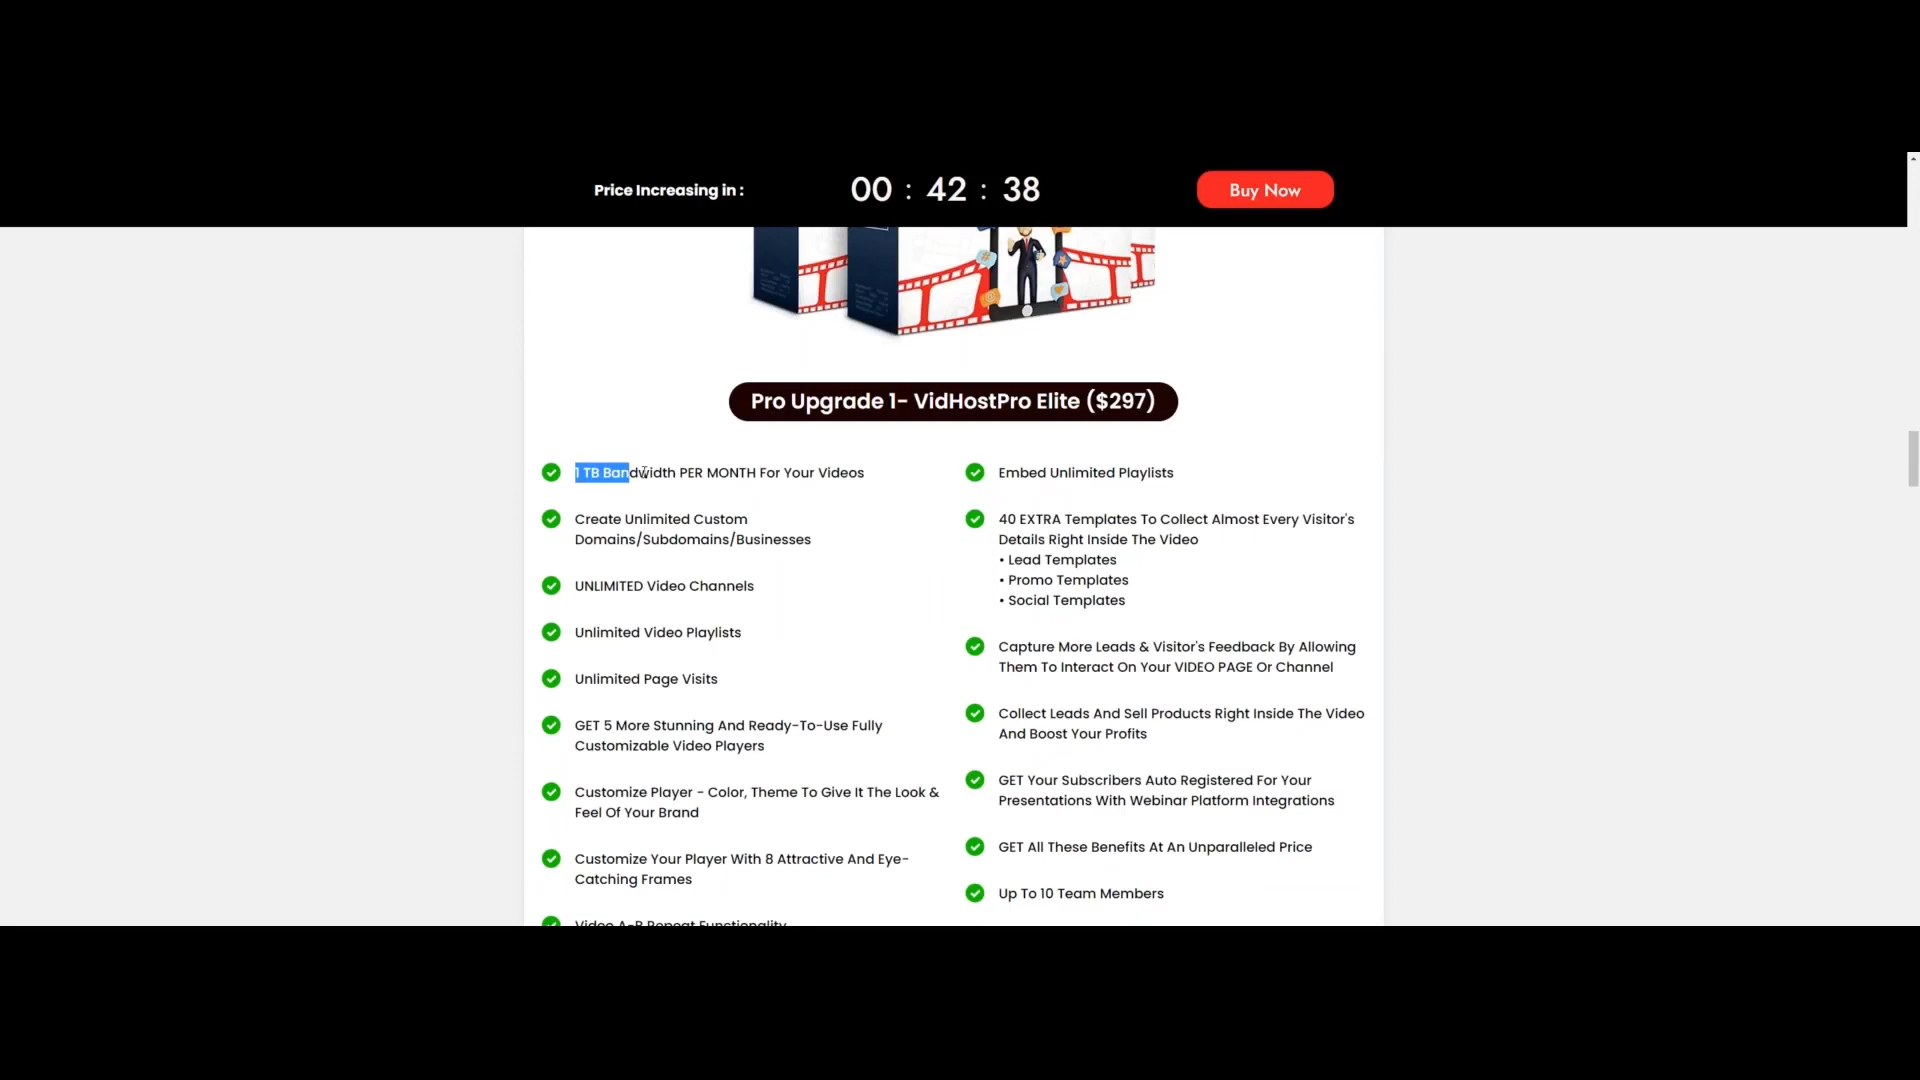 Price Increasing in :
00 : 42 : 38
Buy Now
Pro Upgrade 1- VidHostPro Elite ($297)
1 TB Bandwidth PER MONTH For Your Videos
Create Unlimited Custom
Domains/Subdomains/Businesses
UNLIMITED Video Channels
Unlimited Video Playlists
Unlimited Page Visits
GET 5 More Stunning And Ready-To-Use Fully
Customizable Video Players
Customize Player - Color, Theme To Give It The Look &
Feel Of Your Brand
Customize Your Player With 8 Attractive And Eye-
Catching Frames
Video A-B Repeat Functionality
Embed Unlimited Playlists
40 EXTRA Templates To Collect Almost Every Visitor's
Details Right Inside The Video
• Lead Templates
• Promo Templates
• Social Templates
Capture More Leads & Visitor's Feedback By Allowing
Them To Interact On Your VIDEO PAGE Or Channel
Collect Leads And Sell Products Right Inside The Video
And Boost Your Profits
GET Your Subscribers Auto Registered For Your
Presentations With Webinar Platform Integrations
GET All These Benefits At An Unparalleled Price
Up To 10 Team Members